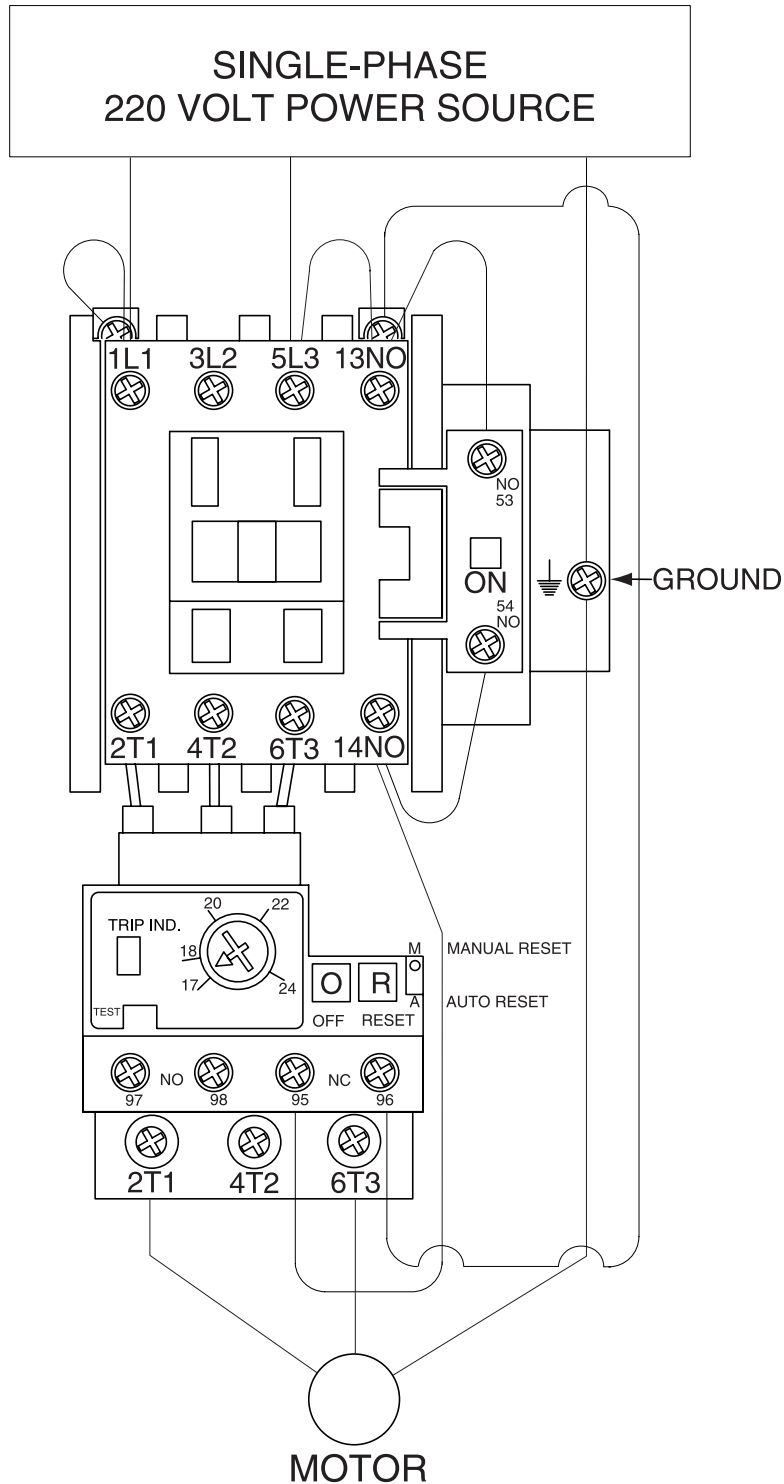 SINGLE-PHASE
220 VOLT POWER SOURCE
1L1 3L2 5L3 13NO
NO
53
ON
54
NO
GROUND
2T1 4T2 6T3 14NO
TRIP IND.
20 22
18
17 24
TEST
M MANUAL RESET
A AUTO RESET
O R
OFF RESET
97 NO 98 95 NC 96
2T1 4T2 6T3
MOTOR